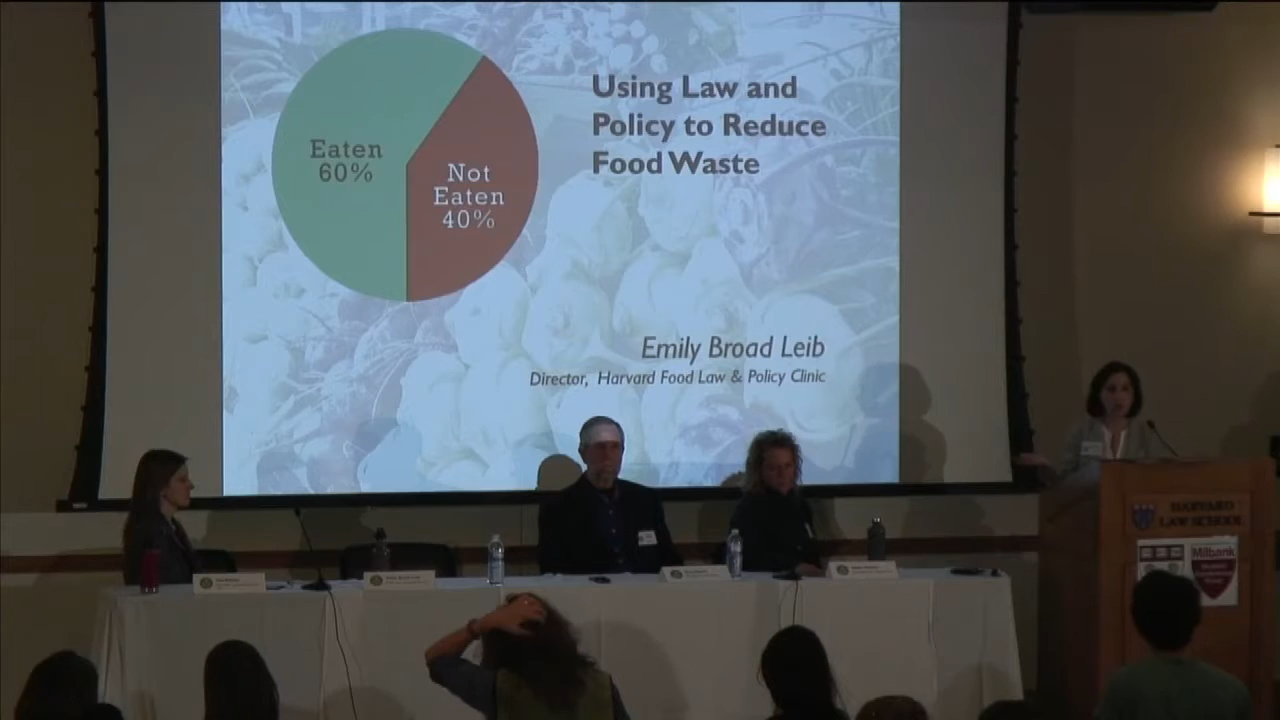 Eaten
60%
Not
Eaten
40%
Using Law and
Policy to Reduce
Food Waste
Emily Broad Leib
Director, Harvard Food Law & Policy Clinic
HARVARD
LAW SCHOOL
Milbank